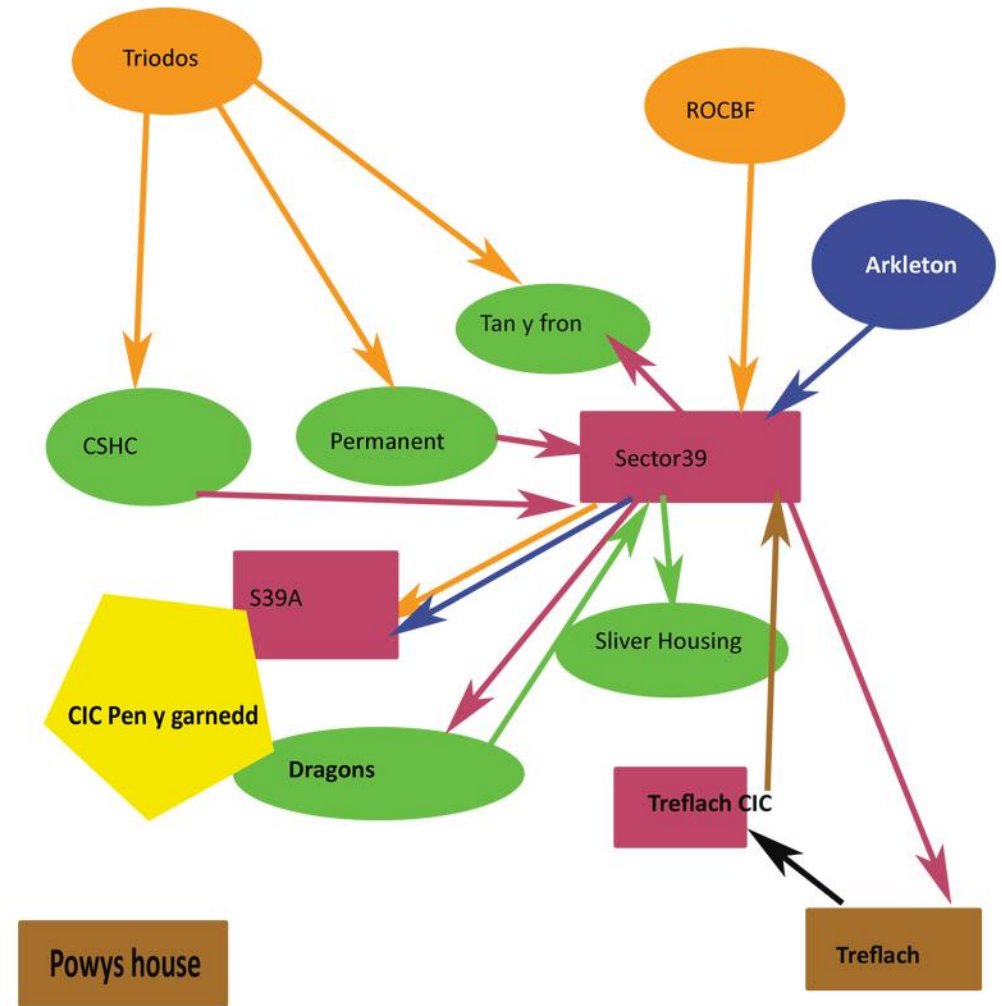 Triodos
ROCBF
Arkleton
Tan y fron
CSHC
Permanent
Sector39
S39A
Sliver Housing
CIC Pen y garnedd
Dragons
Treflach CIC
Powys house
Treflach